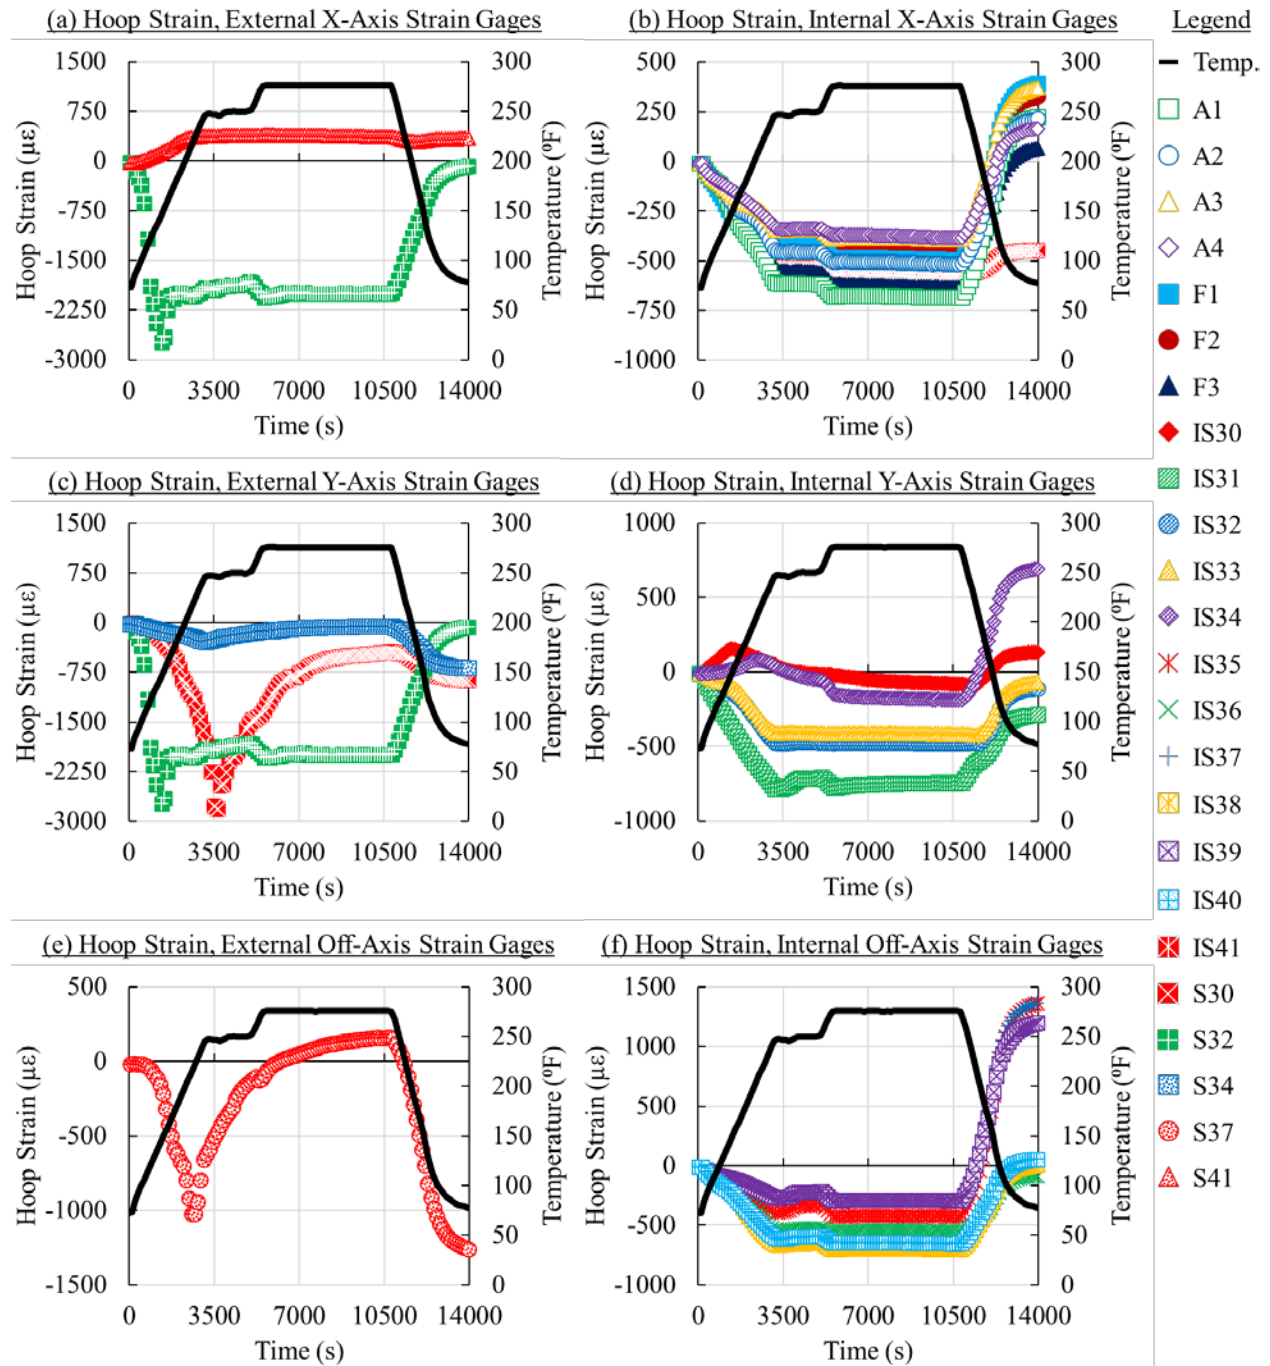 (a) Hoop Strain, External X-Axis Strain Gages
1500
750
0
-750
-1500
-2250
-3000
Hoop Strain (με)
300
250
200
150
100
50
0
Temperature (ºF)
0 3500 7000 10500 14000
Time (s)
(b) Hoop Strain, Internal X-Axis Strain Gages
500
250
0
-250
-500
-750
-1000
Hoop Strain (με)
300
250
200
150
100
50
0
Temperature (ºF)
0 3500 7000 10500 14000
Time (s)
(c) Hoop Strain, External Y-Axis Strain Gages
1500
750
0
-750
-1500
-2250
-3000
Hoop Strain (με)
300
250
200
150
100
50
0
Temperature (ºF)
0 3500 7000 10500 14000
Time (s)
(d) Hoop Strain, Internal Y-Axis Strain Gages
1000
500
0
-500
-1000
Hoop Strain (με)
300
250
200
150
100
50
0
Temperature (ºF)
0 3500 7000 10500 14000
Time (s)
(e) Hoop Strain, External Off-Axis Strain Gages
500
0
-500
-1000
-1500
Hoop Strain (με)
300
250
200
150
100
50
0
Temperature (ºF)
0 3500 7000 10500 14000
Time (s)
(f) Hoop Strain, Internal Off-Axis Strain Gages
1500
1000
500
0
-500
-1000
Hoop Strain (με)
300
250
200
150
100
50
0
Temperature (ºF)
0 3500 7000 10500 14000
Time (s)
Legend
Temp.
A1
A2
A3
A4
F1
F2
F3
IS30
IS31
IS32
IS33
IS34
IS35
IS36
IS37
IS38
IS39
IS40
IS41
S30
S32
S34
S37
S41